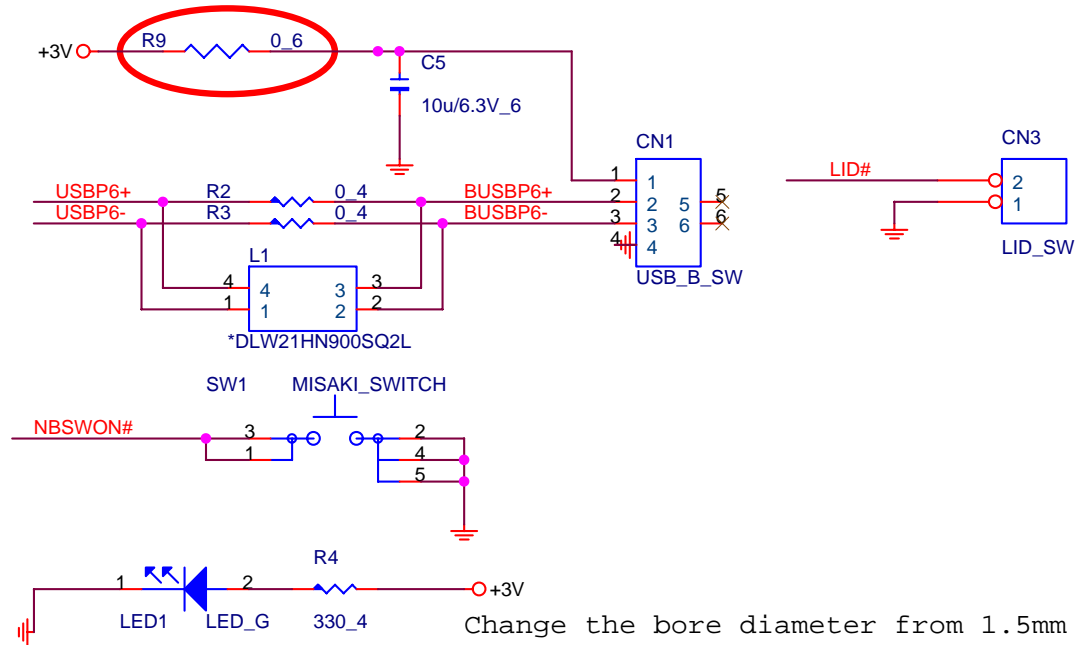 +3V R9 0_6
C5
10u/6.3V_6
CN1
CN3
1 1
USBP6+ R2 0_4 BUSBP6+ 2 2 5 5
USBP6- R3 0_4 BUSBP6- 3 3 6 6
4 4
USB_B_SW
LID# 2
1
LID_SW
L1
4 4 3 3
1 1 2 2
*DLW21HN900SQ2L
SW1 MISAKI_SWITCH
NBSWON# 3 2
1 4
5
R4
1 2 +3V
LED1 LED_G 330_4
Change the bore diameter from 1.5mm